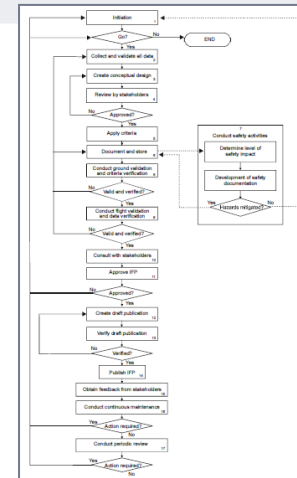 Initiation
1
Go?
No
END
Yes
Collect and validate all data
Create conceptual design
Review by stakeholders
No
Approved?
Yes
Apply criteria
Document and store
Conduct ground validation
and criteria verification
No
Valid and verified?
Yes
Conduct flight validation
and data verification
No
Valid and verified?
Yes
Consult with stakeholders
Approve IFP
No
Approved?
Yes
Create draft publication
Verify draft publication
No
Verified?
Yes
Publish IFP
Obtain feedback from stakeholders
Conduct continuous maintenance
Yes
Action required?
No
Conduct periodic review
17
Yes
Action required?
No
7
Conduct safety activities
Determine level of
safety impact
Development of safety
documentation
Yes
Hazards mitigated?
No